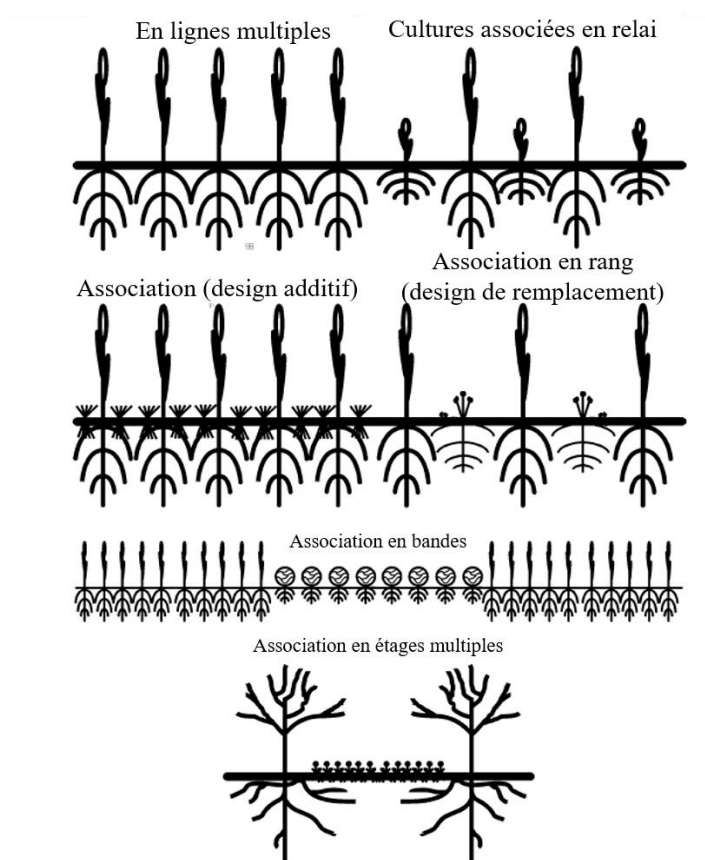 En lignes multiples
Cultures associées en relai
Association (design additif)
Association en rang
(design de remplacement)
Association en bandes
Association en étages multiples